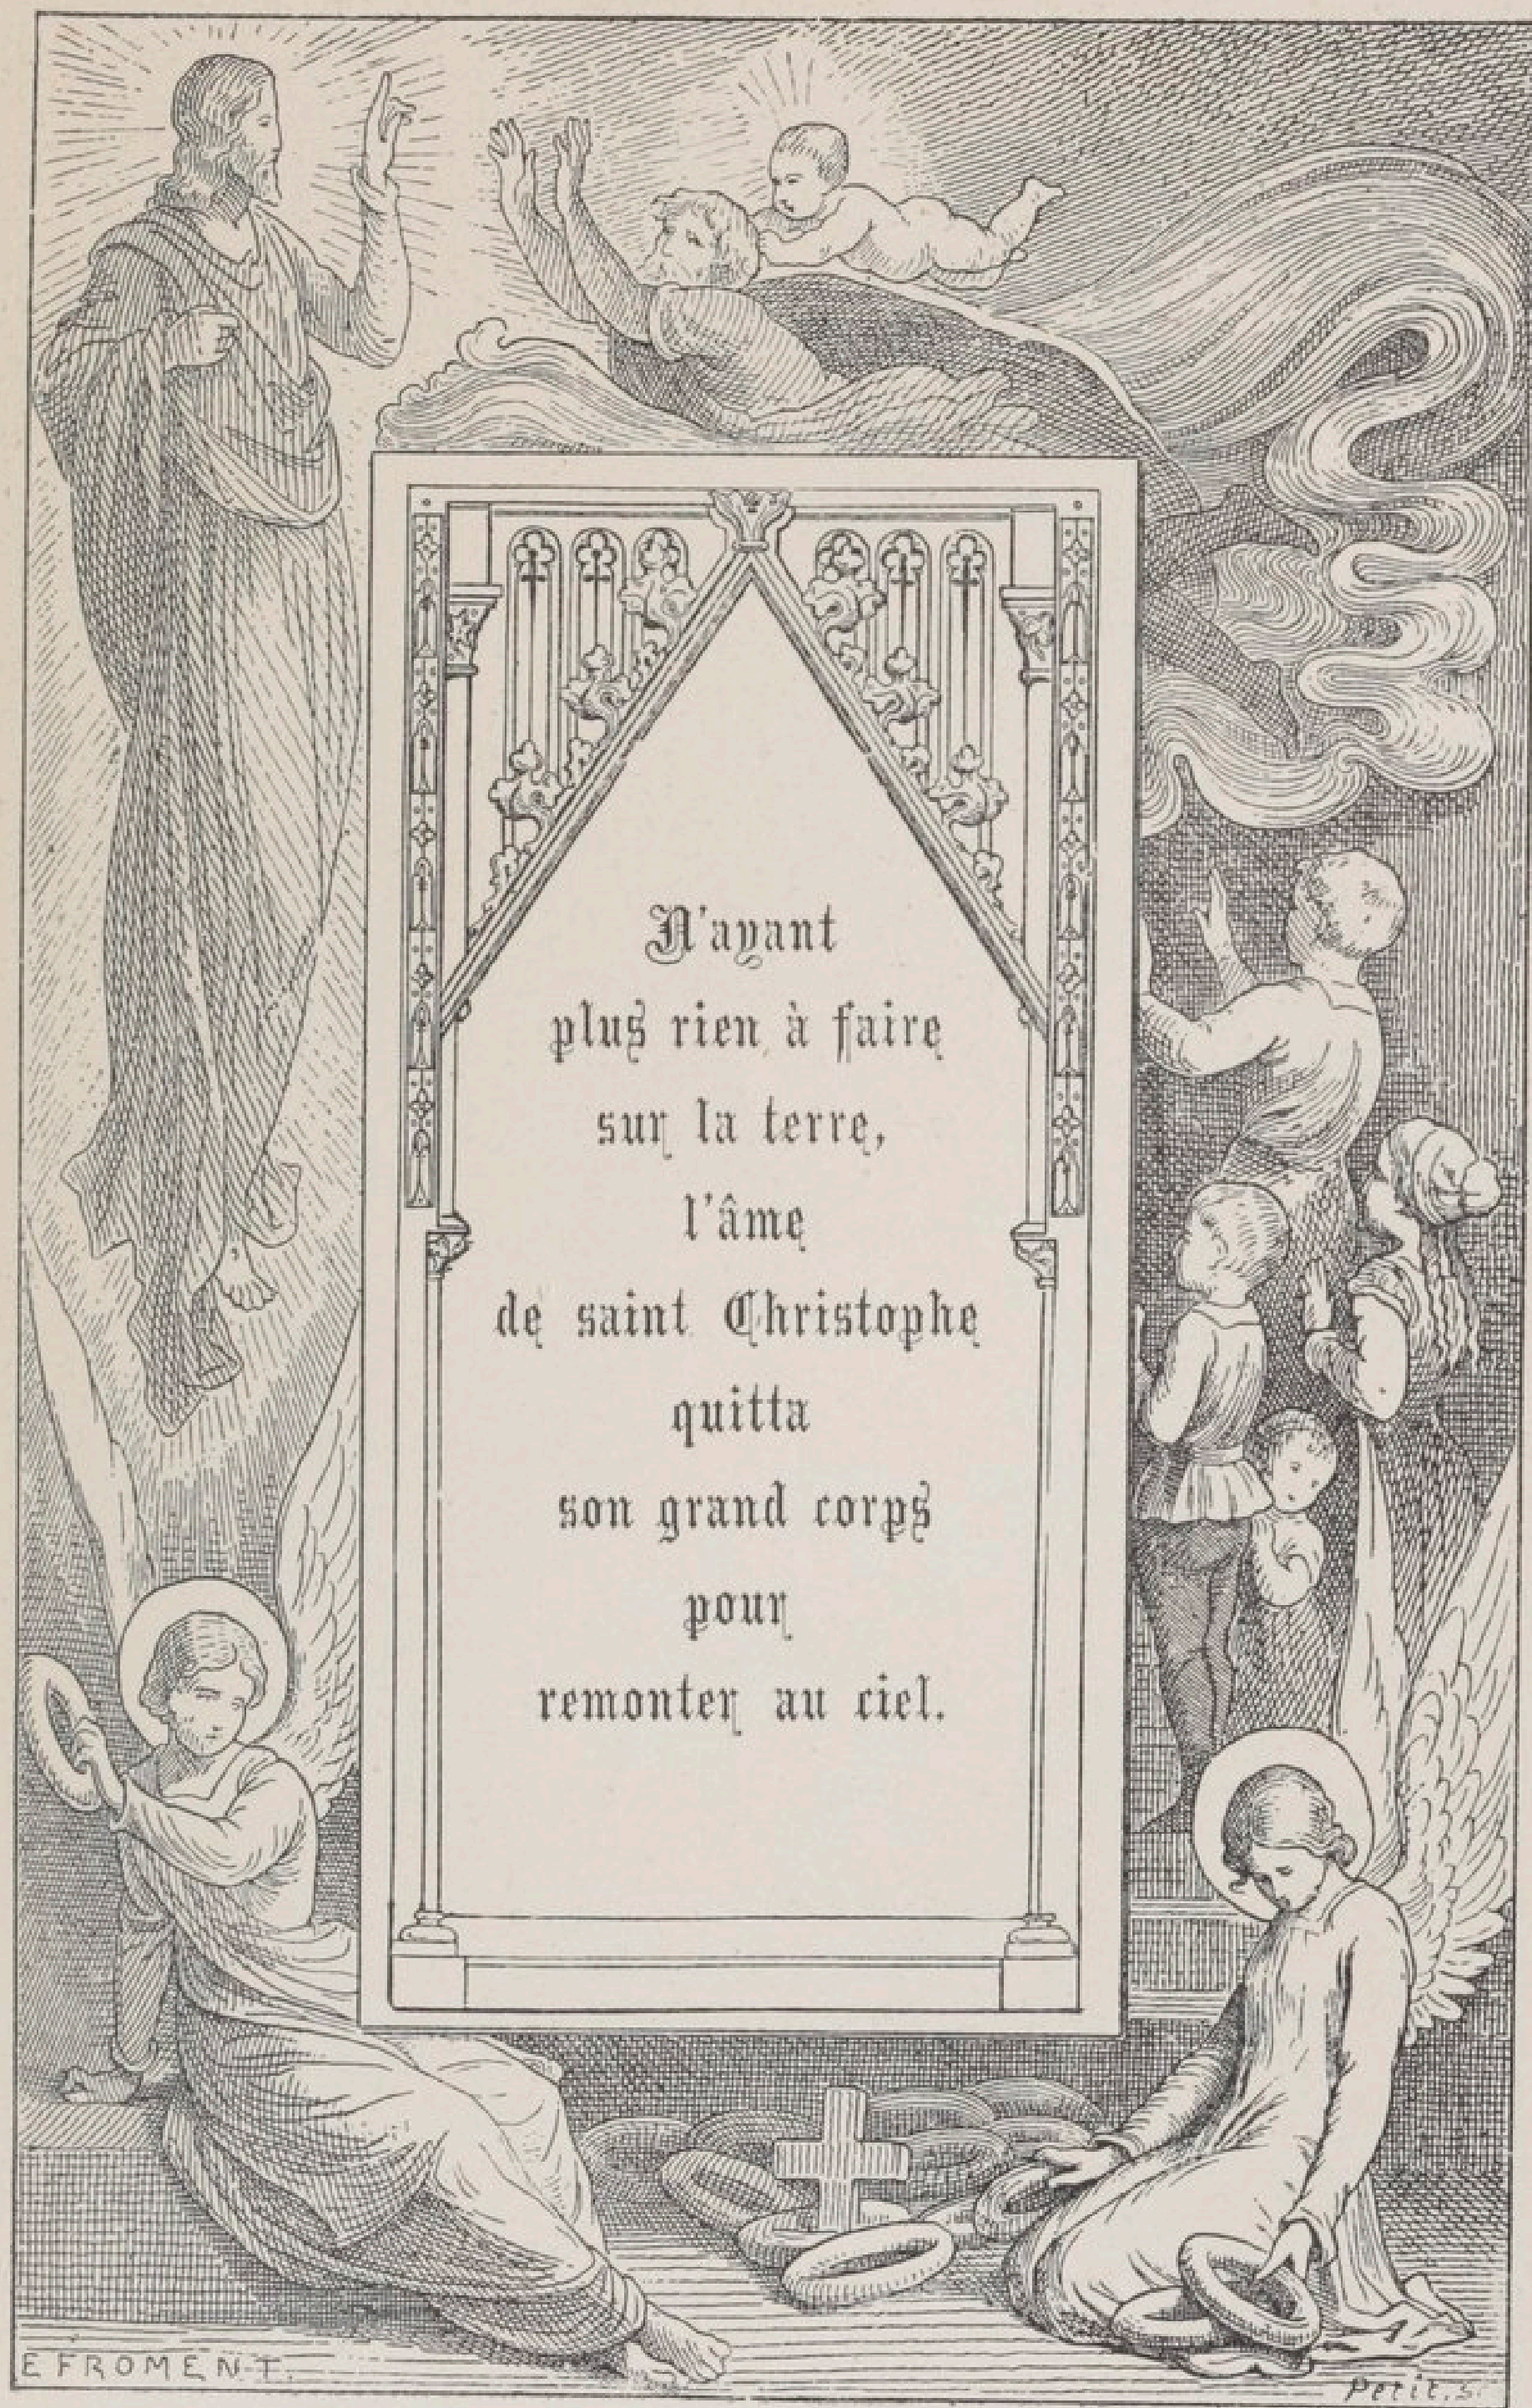 N'ayant
plus rien à faire
sur la terre,
l'âme
de saint Christophe
quitta
son grand corps
pour
remonter au ciel.
E FROMENT.
Petit. s.